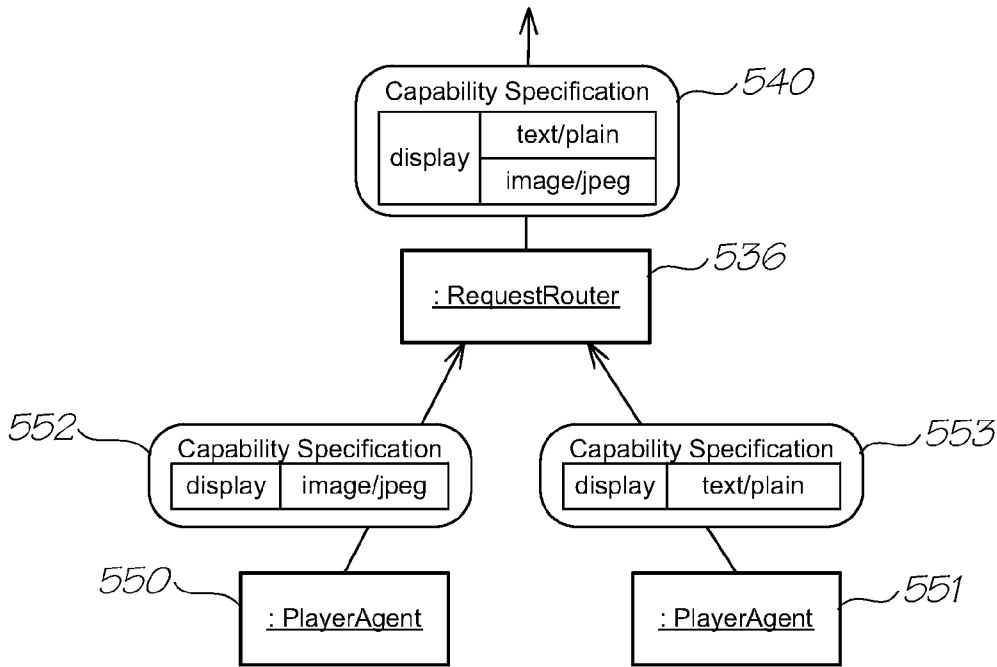 Capability Specification
540
display
text/plain
image/jpeg
536
: RequestRouter
552
Capability Specification
display
image/jpeg
553
Capability Specification
display
text/plain
550
: PlayerAgent
551
: PlayerAgent